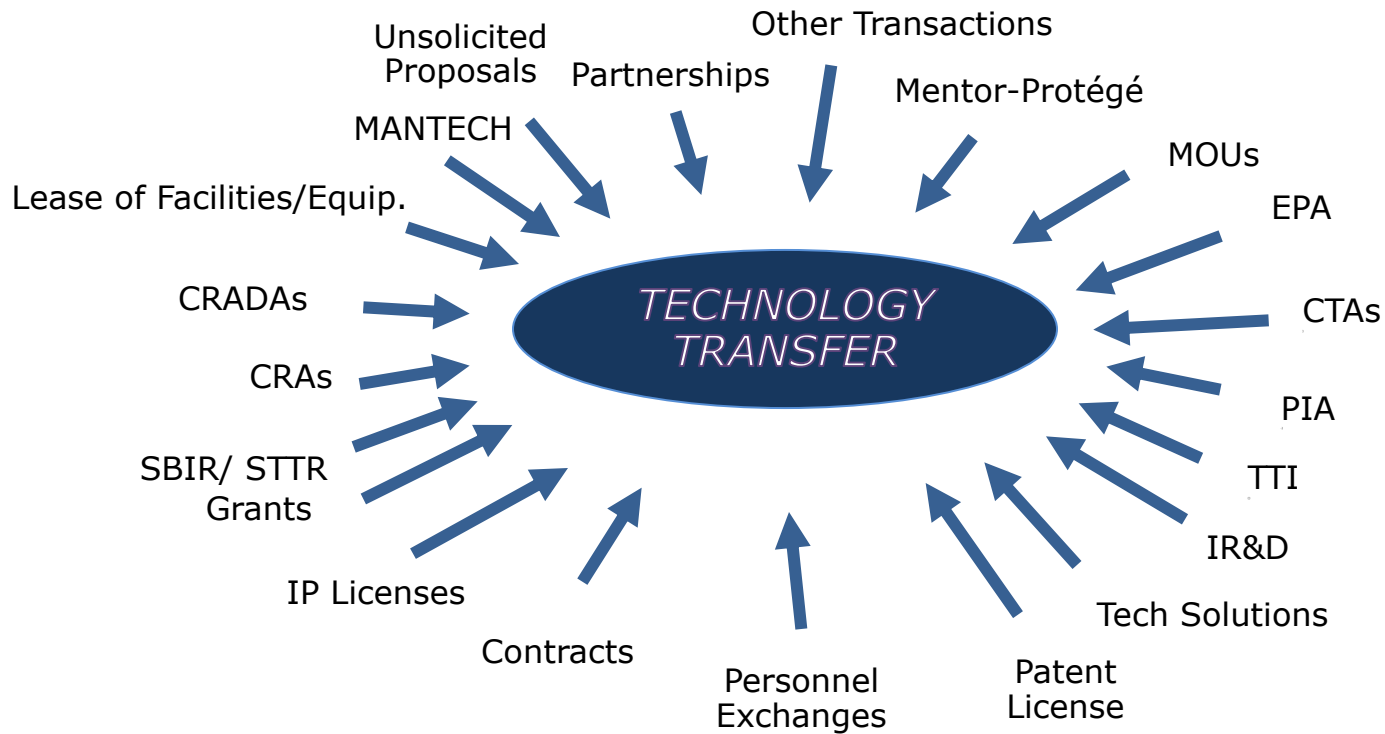 Other Transactions
Unsolicited
Proposals
Partnerships
Mentor-Protégé
MANTECH
MOUs
Lease of Facilities/Equip.
EPA
CRADAs
TECHNOLOGY
TRANSFER
CTAs
CRAs
PIA
SBIR/ STTR
Grants
TTI
IR&D
IP Licenses
Tech Solutions
Contracts
Personnel
Exchanges
Patent
License